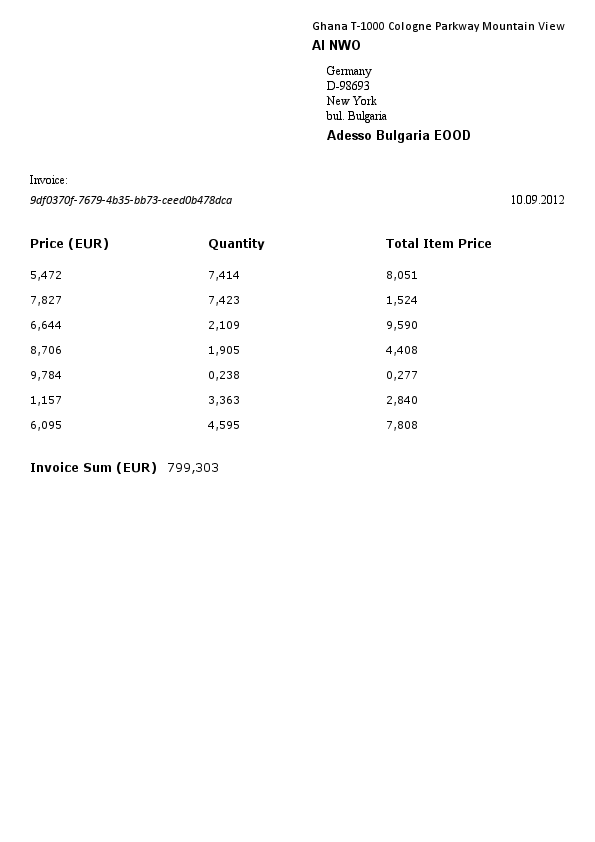 Ghana T-1000 Cologne Parkway Mountain View
AI NWO
Germany
D-98693
New York
bul. Bulgaria
Adesso Bulgaria EOOD
Invoice:
9df0370f-7679-4b35-bb73-ceed0b478dca 10.09.2012
Price (EUR) Quantity Total Item Price
5,472 7,414 8,051
7,827 7,423 1,524
6,644 2,109 9,590
8,706 1,905 4,408
9,784 0,238 0,277
1,157 3,363 2,840
6,095 4,595 7,808
Invoice Sum (EUR) 799,303